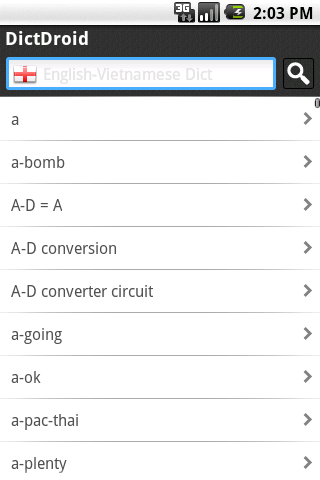 3G 2:03 PM
DictDroid
English-Vietnamese Dict
a
a-bomb
A-D = A
A-D conversion
A-D converter circuit
a-going
a-ok
a-pac-thai
a-plenty